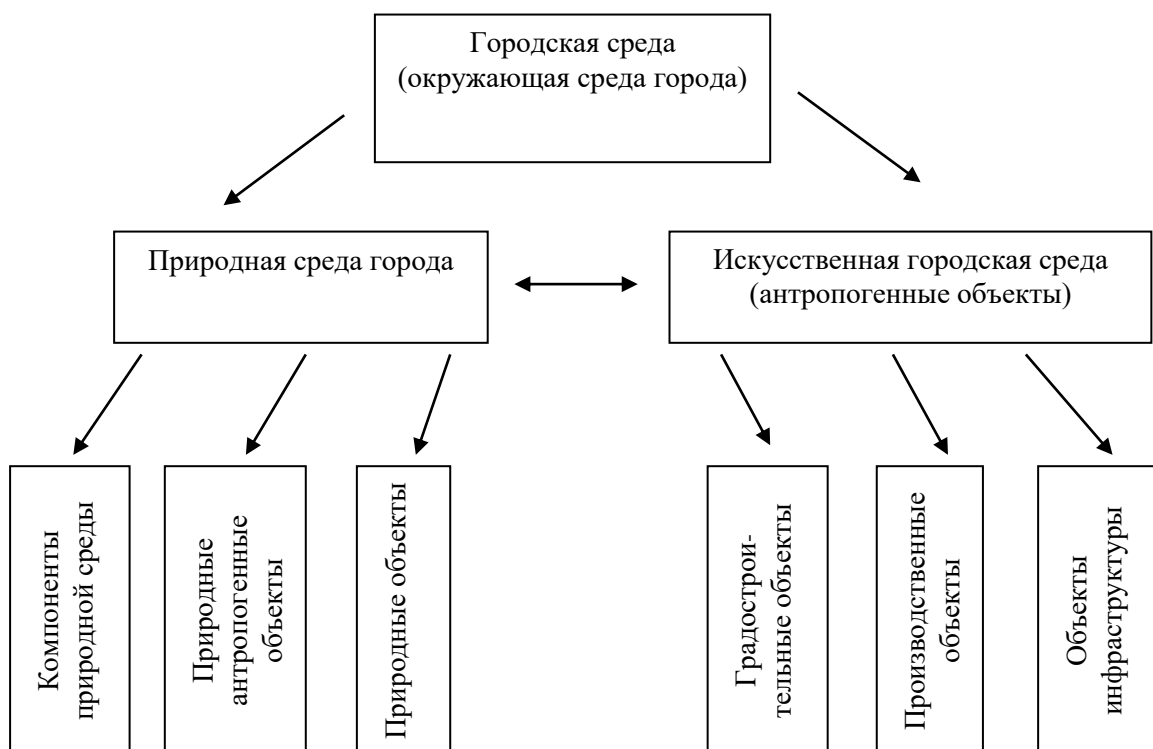 Городская среда
(окружающая среда города)
Природная среда города
Искусственная городская среда
(антропогенные объекты)
Компоненты
природной среды
Природные
антропогенные
объекты
Природные объекты
Градострои-
тельные объекты
Производственные
объекты
Объекты
инфраструктуры